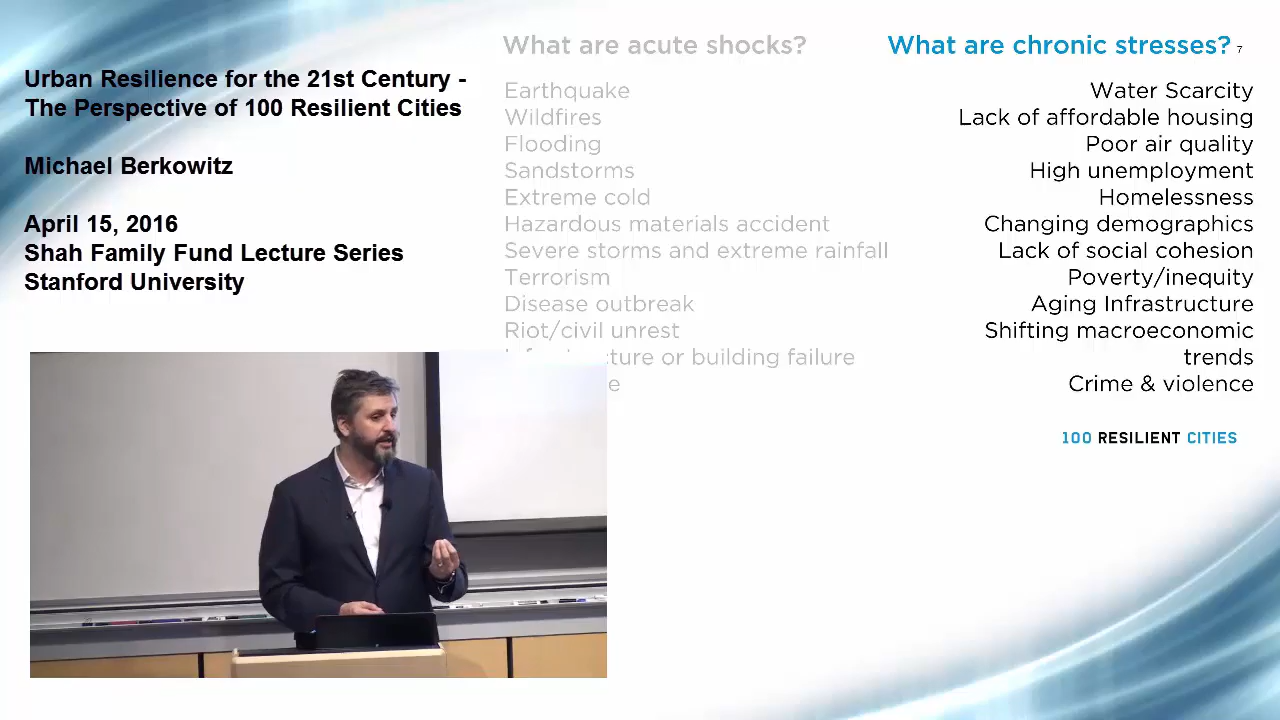 Urban Resilience for the 21st Century -
The Perspective of 100 Resilient Cities
Michael Berkowitz
April 15, 2016
Shah Family Fund Lecture Series
Stanford University
What are acute shocks?
Earthquake
Wildfires
Flooding
Sandstorms
Extreme cold
Hazardous materials accident
Severe storms and extreme rainfall
Terrorism
Disease outbreak
Riot/civil unrest
Infrastructure or building failure
What are chronic stresses? 7
Water Scarcity
Lack of affordable housing
Poor air quality
High unemployment
Homelessness
Changing demographics
Lack of social cohesion
Poverty/inequity
Aging Infrastructure
Shifting macroeconomic
trends
Crime & violence
100 RESILIENT CITIES